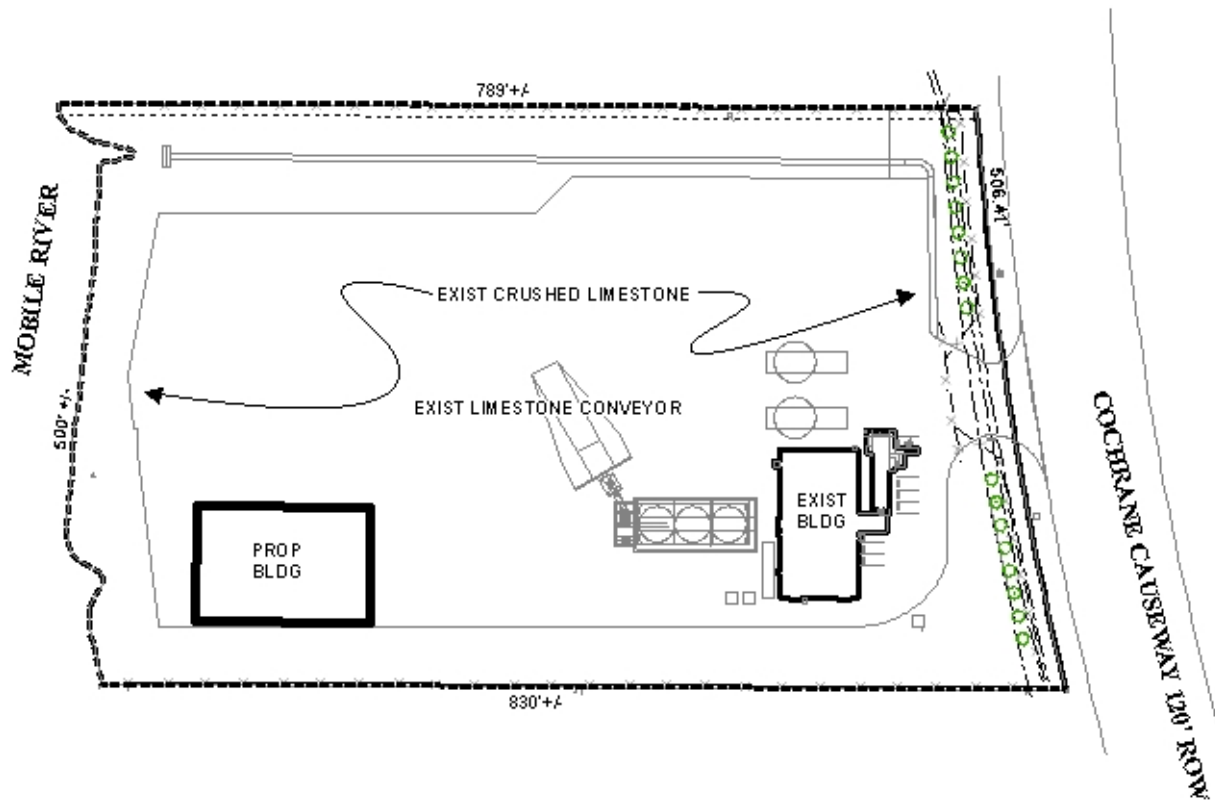 789'+/-
MOBILE RIVER
506.41'
EXIST CRUSHED LIMESTONE
500' +/-
EXIST LIMESTONE CONVEYOR
COCHRANE CAUSEWAY 120' ROW
EXIST
BLDG
PROP
BLDG
830'+/-